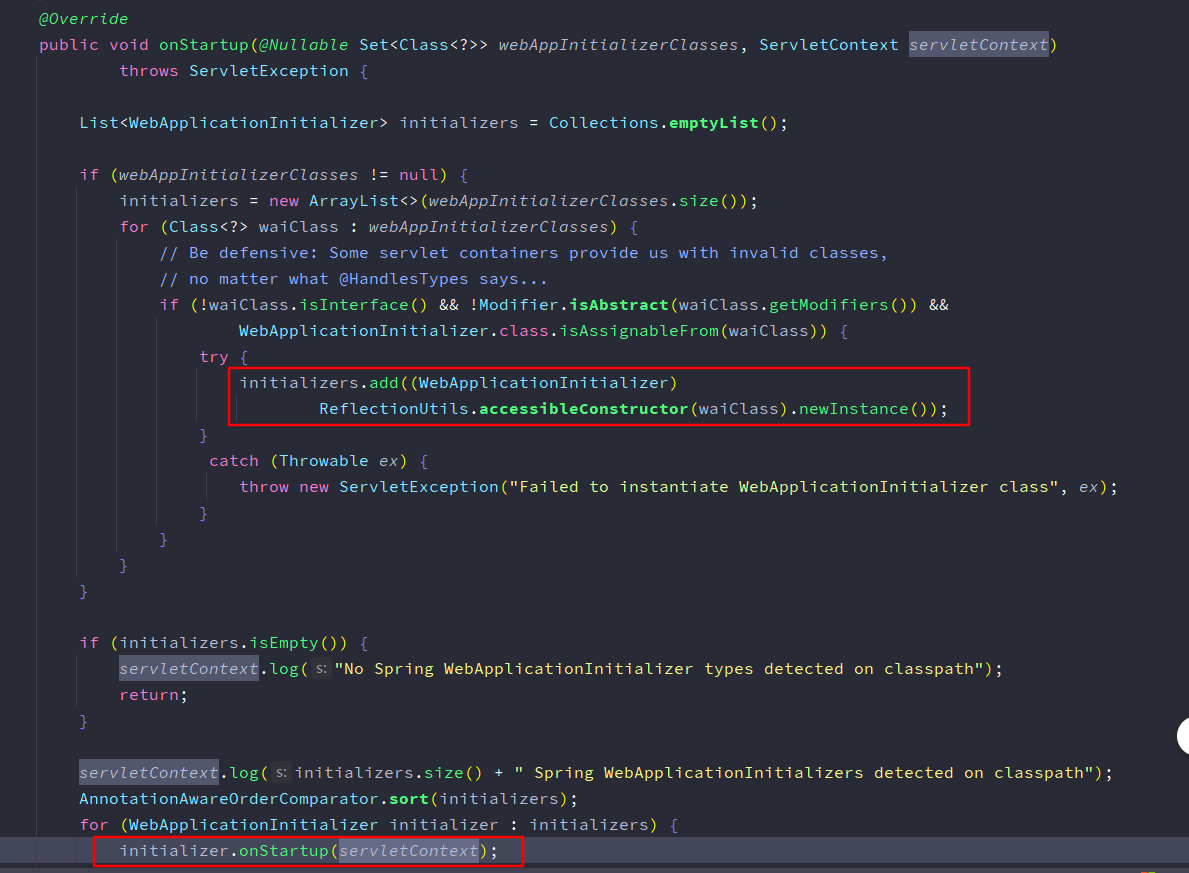 @Override
public void onStartup(@Nullable Set<Class<?>> webAppInitializerClasses, ServletContext servletContext)
        throws ServletException {
    List<WebApplicationInitializer> initializers = Collections.emptyList();
    if (webAppInitializerClasses != null) {
        initializers = new ArrayList<>(webAppInitializerClasses.size());
        for (Class<?> waiClass : webAppInitializerClasses) {
            // Be defensive: Some servlet containers provide us with invalid classes,
            // no matter what @HandlesTypes says...
            if (!waiClass.isInterface() && !Modifier.isAbstract(waiClass.getModifiers()) &&
                    WebApplicationInitializer.class.isAssignableFrom(waiClass)) {
                try {
                    initializers.add((WebApplicationInitializer)
                            ReflectionUtils.accessibleConstructor(waiClass).newInstance());
                }
                catch (Throwable ex) {
                    throw new ServletException("Failed to instantiate WebApplicationInitializer class", ex);
                }
            }
        }
    }
    if (initializers.isEmpty()) {
        servletContext.log( s: "No Spring WebApplicationInitializer types detected on classpath");
        return;
    }
    servletContext.log( s: initializers.size() + " Spring WebApplicationInitializers detected on classpath");
    AnnotationAwareOrderComparator.sort(initializers);
    for (WebApplicationInitializer initializer : initializers) {
        initializer.onStartup(servletContext);